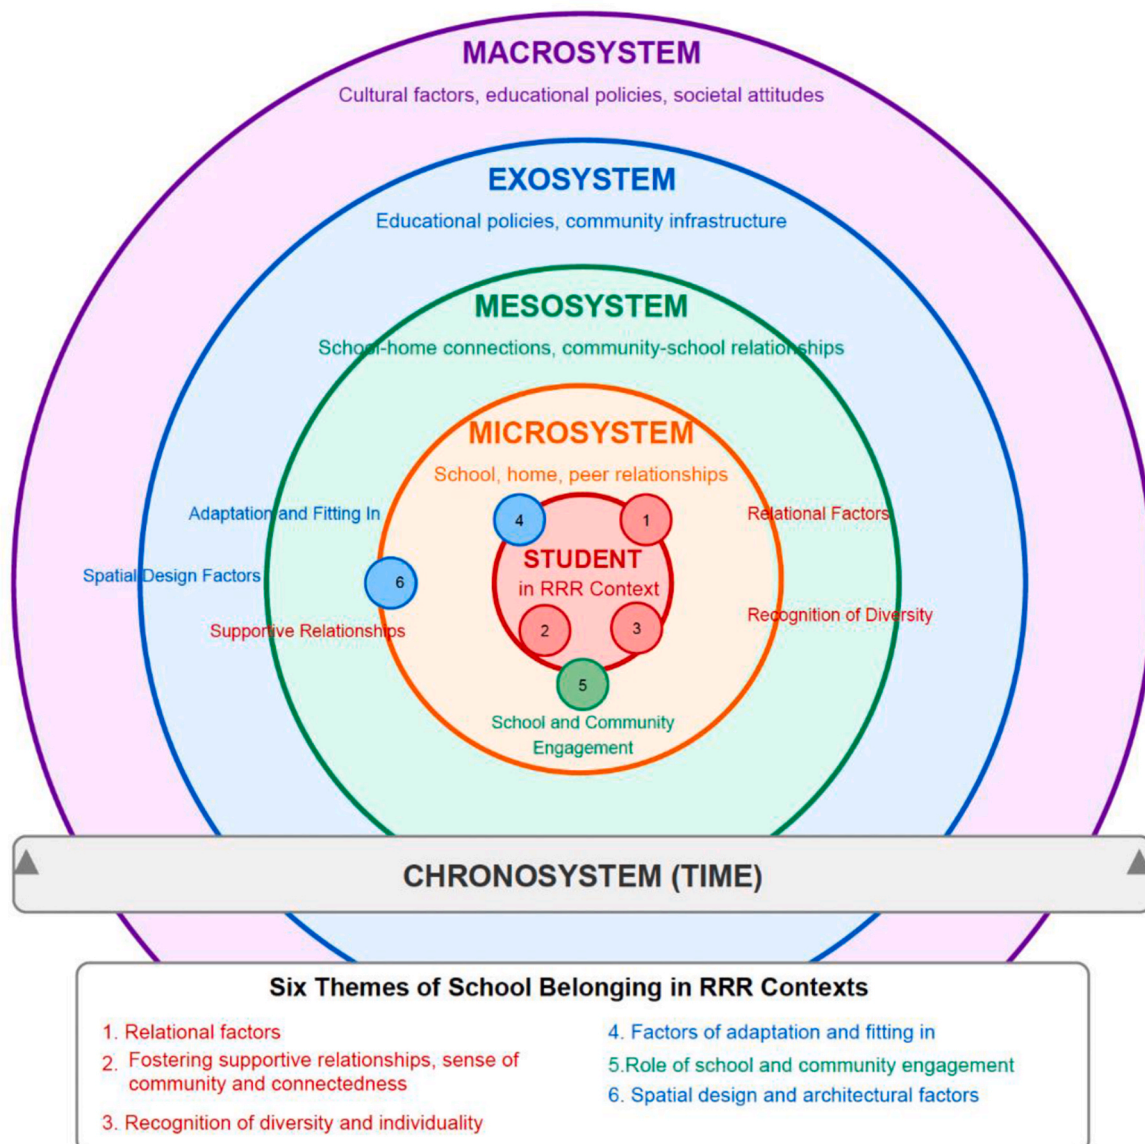 MACROSYSTEM
Cultural factors, educational policies, societal attitudes
EXOSYSTEM
Educational policies, community infrastructure
MESOSYSTEM
School-home connections, community-school relationships
MICROSYSTEM
School, home, peer relationships
Adaptation and Fitting In
4
1
Relational Factors
STUDENT
in RRR Context
Spatial Design Factors
6
Supportive Relationships
2
3
Recognition of Diversity
5
School and Community
Engagement
CHRONOSYSTEM (TIME)
Six Themes of School Belonging in RRR Contexts
1. Relational factors
2. Fostering supportive relationships, sense of
community and connectedness
3. Recognition of diversity and individuality
4. Factors of adaptation and fitting in
5.Role of school and community engagement
6. Spatial design and architectural factors